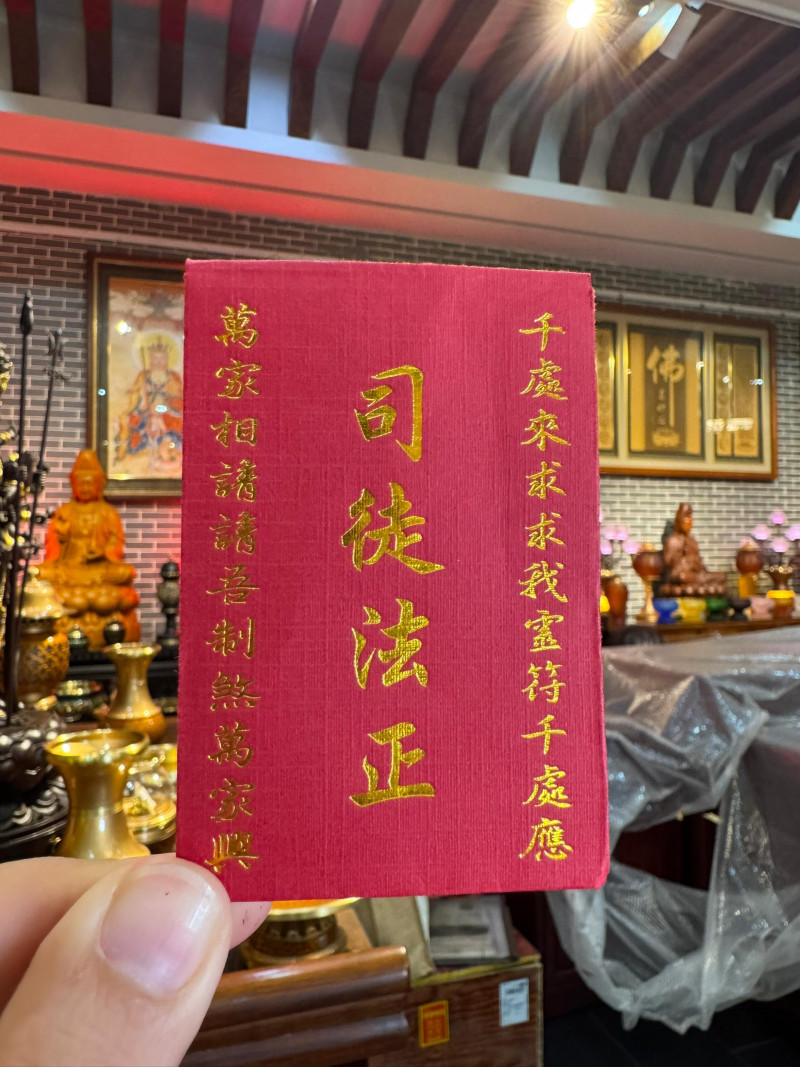 千處來求求我靈符千處應
司徒法正
萬家相請請吾制煞萬家興
佛